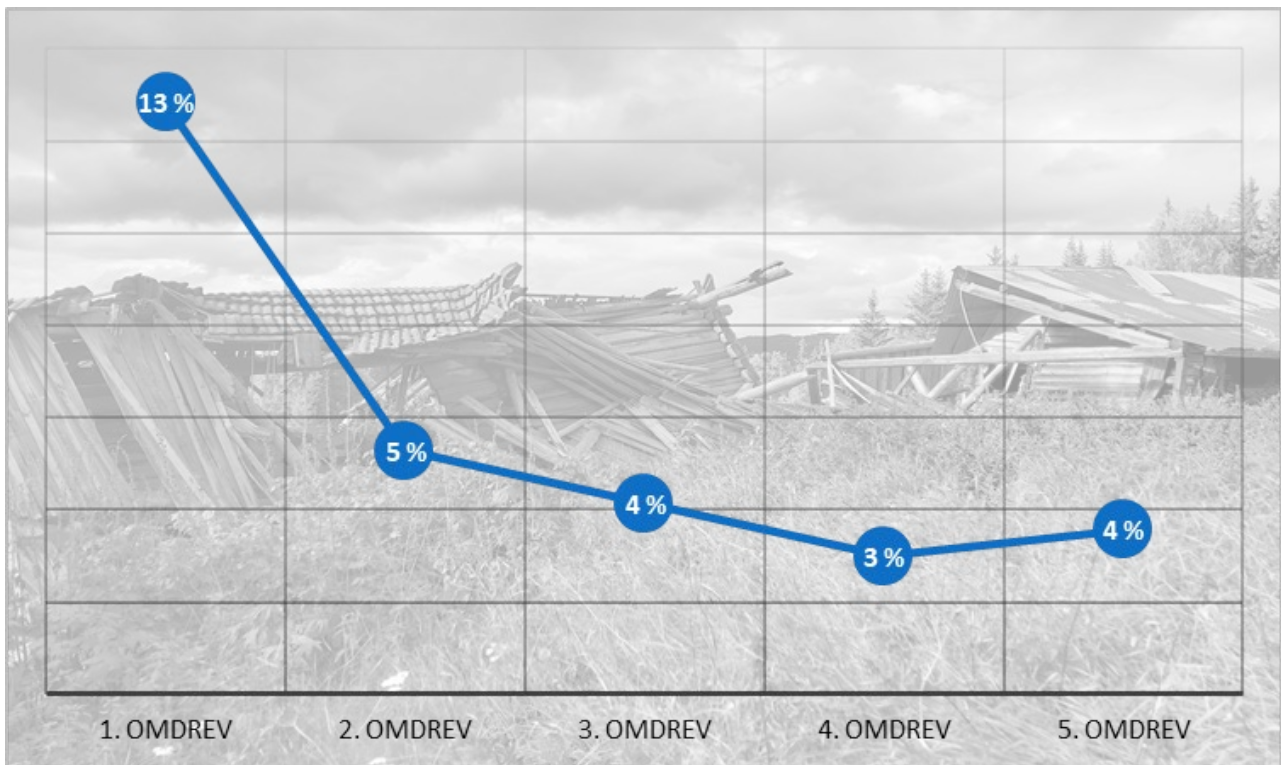 13 %
5 %
4 %
3 %
4 %
1. OMDREV
2. OMDREV
3. OMDREV
4. OMDREV
5. OMDREV